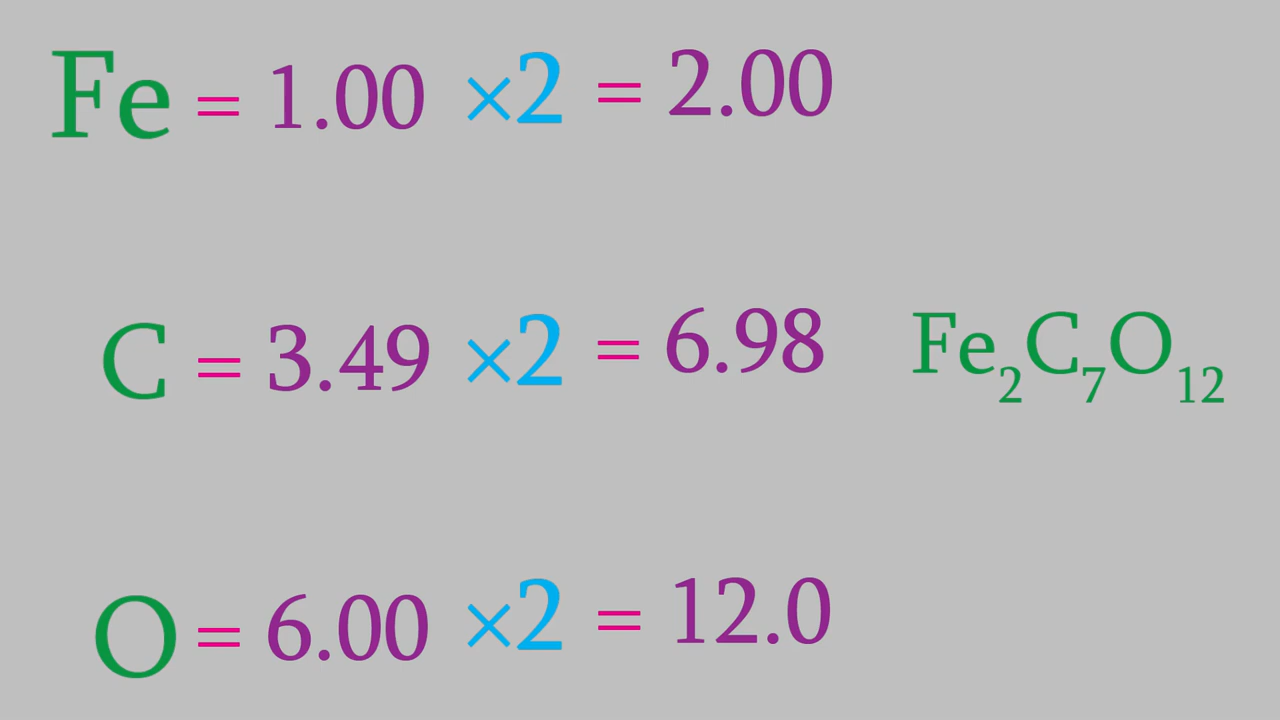 Fe = 1.00 ×2 = 2.00
C = 3.49 ×2 = 6.98 Fe₂C₇O₁₂
O = 6.00 ×2 = 12.0